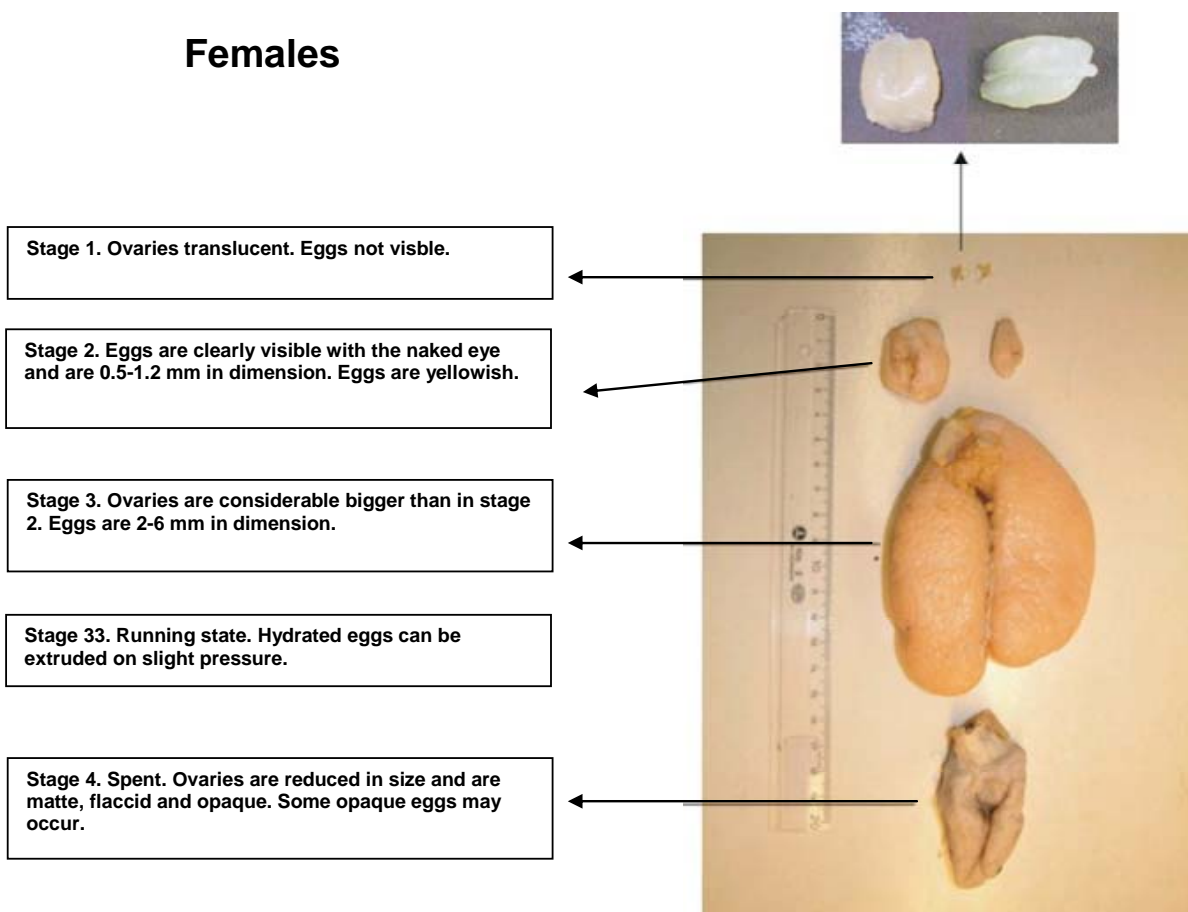 Females
Stage 1. Ovaries translucent. Eggs not visble.
Stage 2. Eggs are clearly visible with the naked eye
and are 0.5-1.2 mm in dimension. Eggs are yellowish.
Stage 3. Ovaries are considerable bigger than in stage
2. Eggs are 2-6 mm in dimension.
Stage 33. Running state. Hydrated eggs can be
extruded on slight pressure.
Stage 4. Spent. Ovaries are reduced in size and are
matte, flaccid and opaque. Some opaque eggs may
occur.